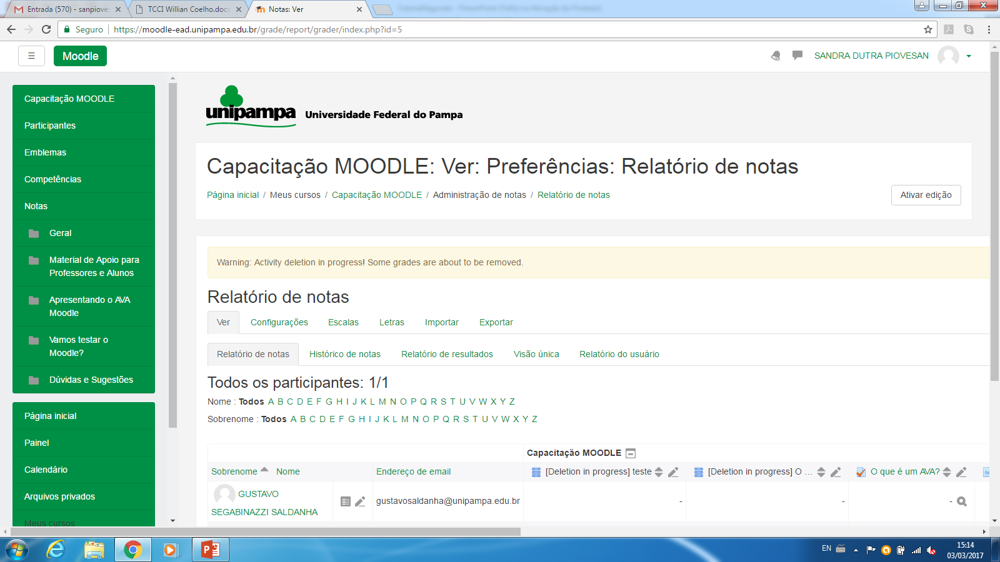 Entrada (570) - sanpioves
TCCI Willian Coelho.docx
Notas: Ver
Seguro
https://moodle-ead.unipampa.edu.br/grade/report/grader/index.php?id=5
Moodle
SANDRA DUTRA PIOVESAN
Capacitação MOODLE
Participantes
Emblemas
Competências
Notas
Geral
Material de Apoio para
Professores e Alunos
Apresentando o AVA
Moodle
Vamos testar o
Moodle?
Dúvidas e Sugestões
Página inicial
Painel
Calendário
Arquivos privados
Meus cursos
unipampa
Universidade Federal do Pampa
Capacitação MOODLE: Ver: Preferências: Relatório de notas
Página inicial / Meus cursos / Capacitação MOODLE / Administração de notas / Relatório de notas
Ativar edição
Warning: Activity deletion in progress! Some grades are about to be removed.
Relatório de notas
Ver Configurações Escalas Letras Importar Exportar
Relatório de notas Histórico de notas Relatório de resultados Visão única Relatório do usuário
Todos os participantes: 1/1
Nome : Todos A B C D E F G H I J K L M N O P Q R S T U V W X Y Z
Sobrenome : Todos A B C D E F G H I J K L M N O P Q R S T U V W X Y Z
Capacitação MOODLE
Sobrenome Nome Endereço de email [Deletion in progress] teste [Deletion in progress] O ... O que é um AVA?
GUSTAVO
SEGABINAZZI SALDANHA
gustavosaldanha@unipampa.edu.br - - -
EN
15:14
03/03/2017